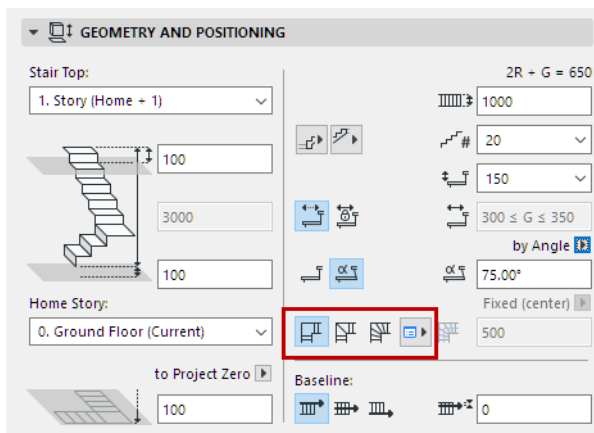 GEOMETRY AND POSITIONING
Stair Top:
1. Story (Home + 1)
100
3000
100
Home Story:
0. Ground Floor (Current)
to Project Zero
100
2R + G = 650
1000
# 20
150
300 ≤ G ≤ 350
by Angle
α α 75.00°
Fixed (center)
500
Baseline:
0